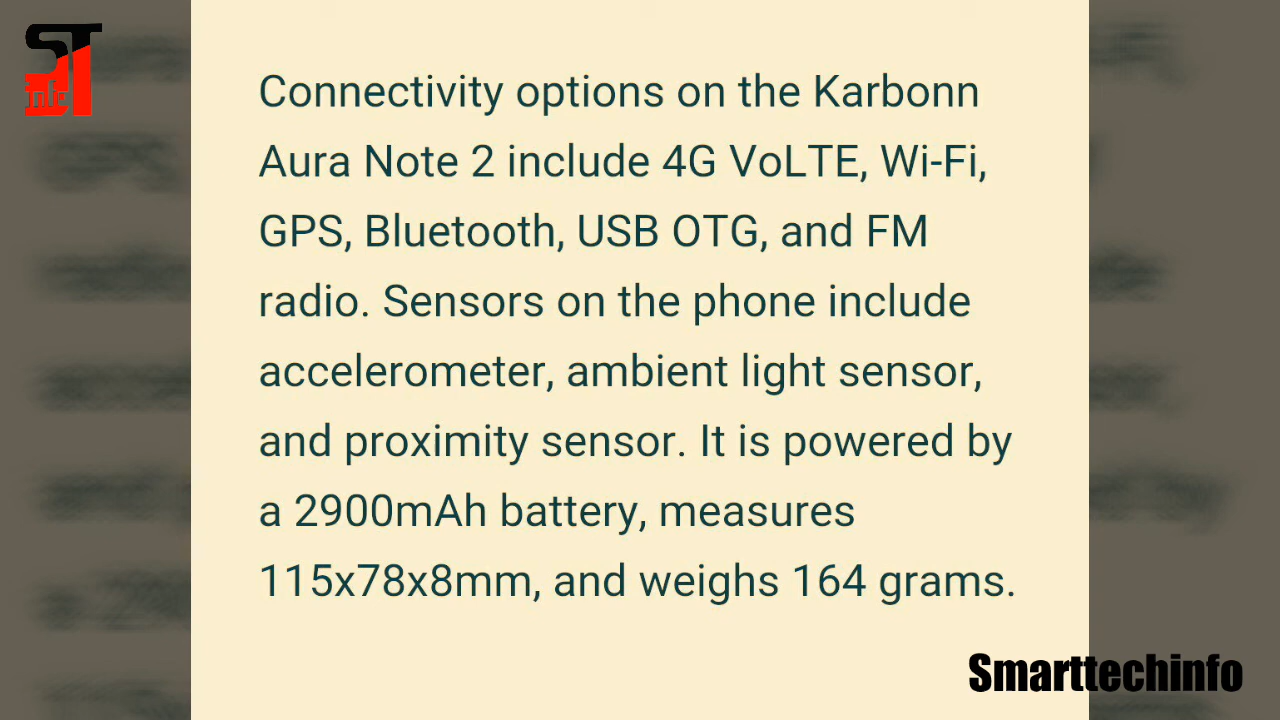 ST
info
Connectivity options on the Karbonn
Aura Note 2 include 4G VoLTE, Wi-Fi,
GPS, Bluetooth, USB OTG, and FM
radio. Sensors on the phone include
accelerometer, ambient light sensor,
and proximity sensor. It is powered by
a 2900mAh battery, measures
115x78x8mm, and weighs 164 grams.
Smarttechinfo